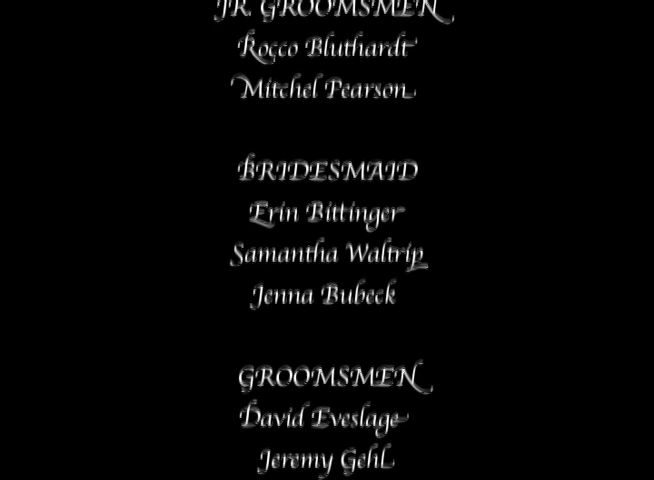 JR. GROOMSMEN
Rocco Bluthardt
Mitchel Pearson
BRIDESMAID
Erin Bittinger
Samantha Waltrip
Jenna Bubeck
GROOMSMEN
David Eveslage
Jeremy Gehl